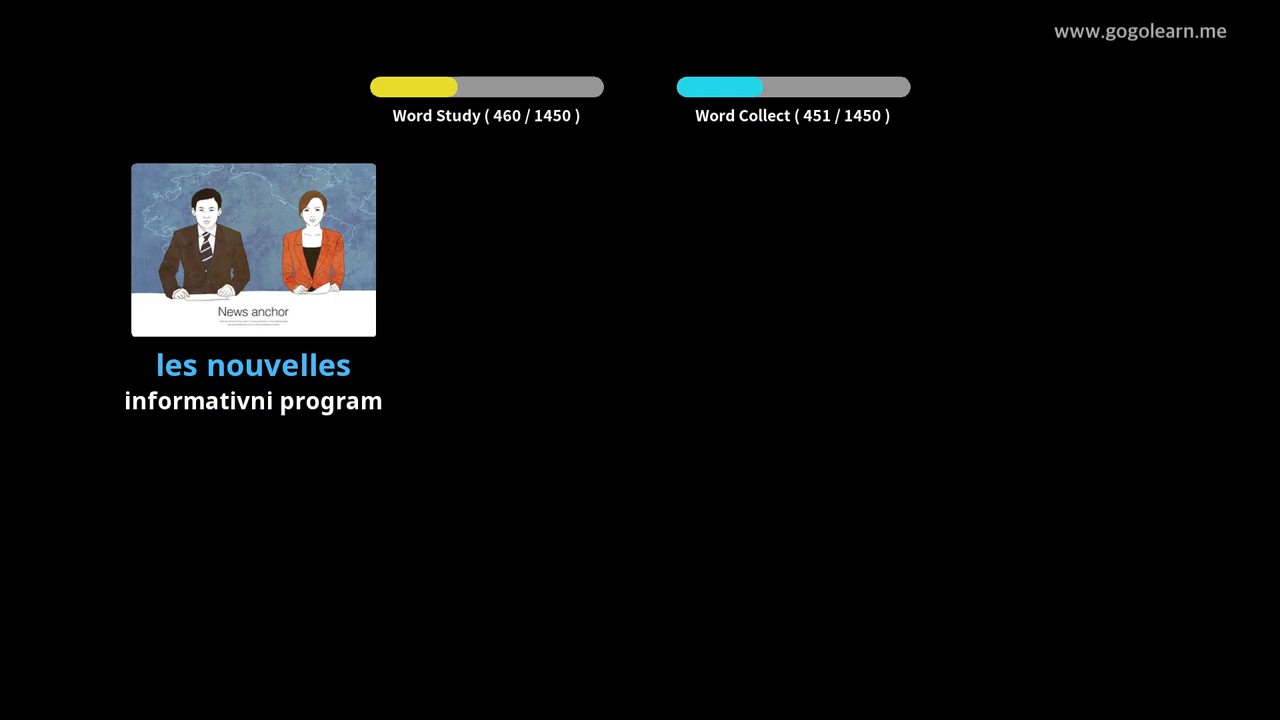 www.gogolearn.me
Word Study ( 460 / 1450 )
Word Collect ( 451 / 1450 )
News anchor
les nouvelles
informativni program